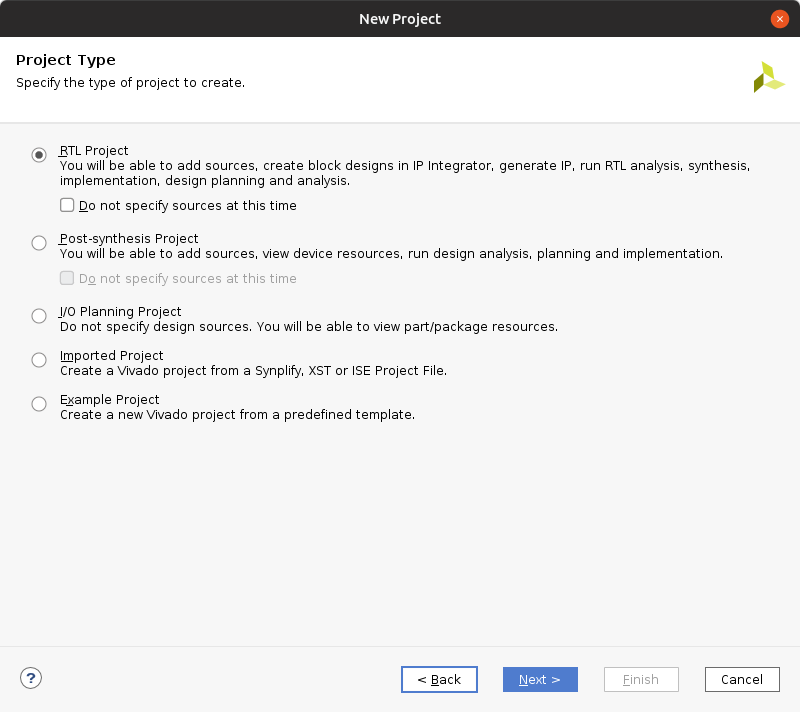 New Project
Project Type
Specify the type of project to create.
RTL Project
You will be able to add sources, create block designs in IP Integrator, generate IP, run RTL analysis, synthesis,
implementation, design planning and analysis.
Do not specify sources at this time
Post-synthesis Project
You will be able to add sources, view device resources, run design analysis, planning and implementation.
Do not specify sources at this time
I/O Planning Project
Do not specify design sources. You will be able to view part/package resources.
Imported Project
Create a Vivado project from a Synplify, XST or ISE Project File.
Example Project
Create a new Vivado project from a predefined template.
? < Back Next > Finish Cancel